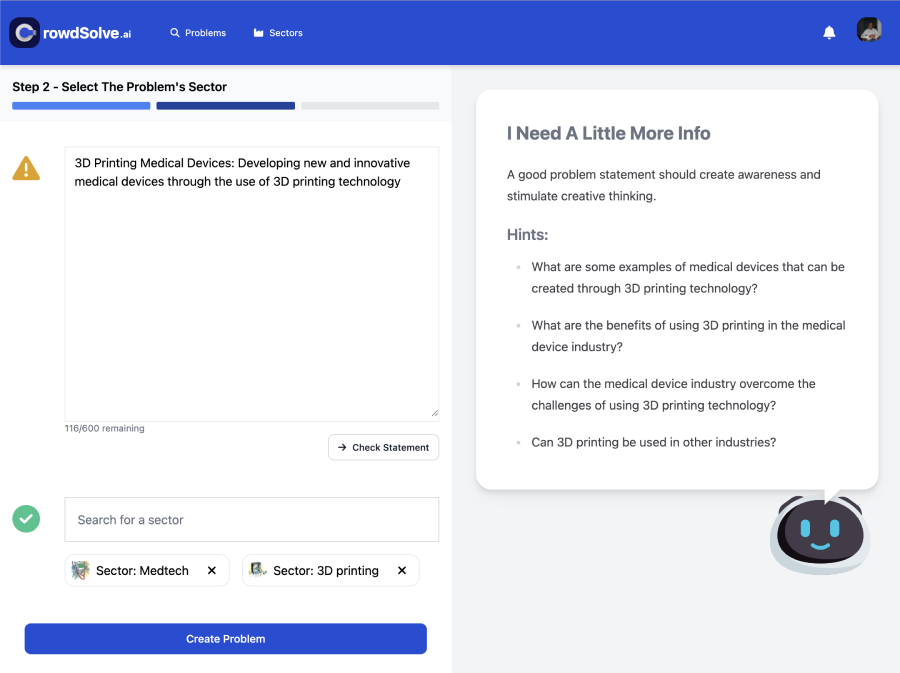 CrowdSolve.ai
Problems
Sectors
Step 2 - Select The Problem's Sector
3D Printing Medical Devices: Developing new and innovative
medical devices through the use of 3D printing technology
116/600 remaining
Check Statement
Search for a sector
Sector: Medtech
Sector: 3D printing
Create Problem
I Need A Little More Info
A good problem statement should create awareness and
stimulate creative thinking.
Hints:
What are some examples of medical devices that can be
created through 3D printing technology?
What are the benefits of using 3D printing in the medical
device industry?
How can the medical device industry overcome the
challenges of using 3D printing technology?
Can 3D printing be used in other industries?